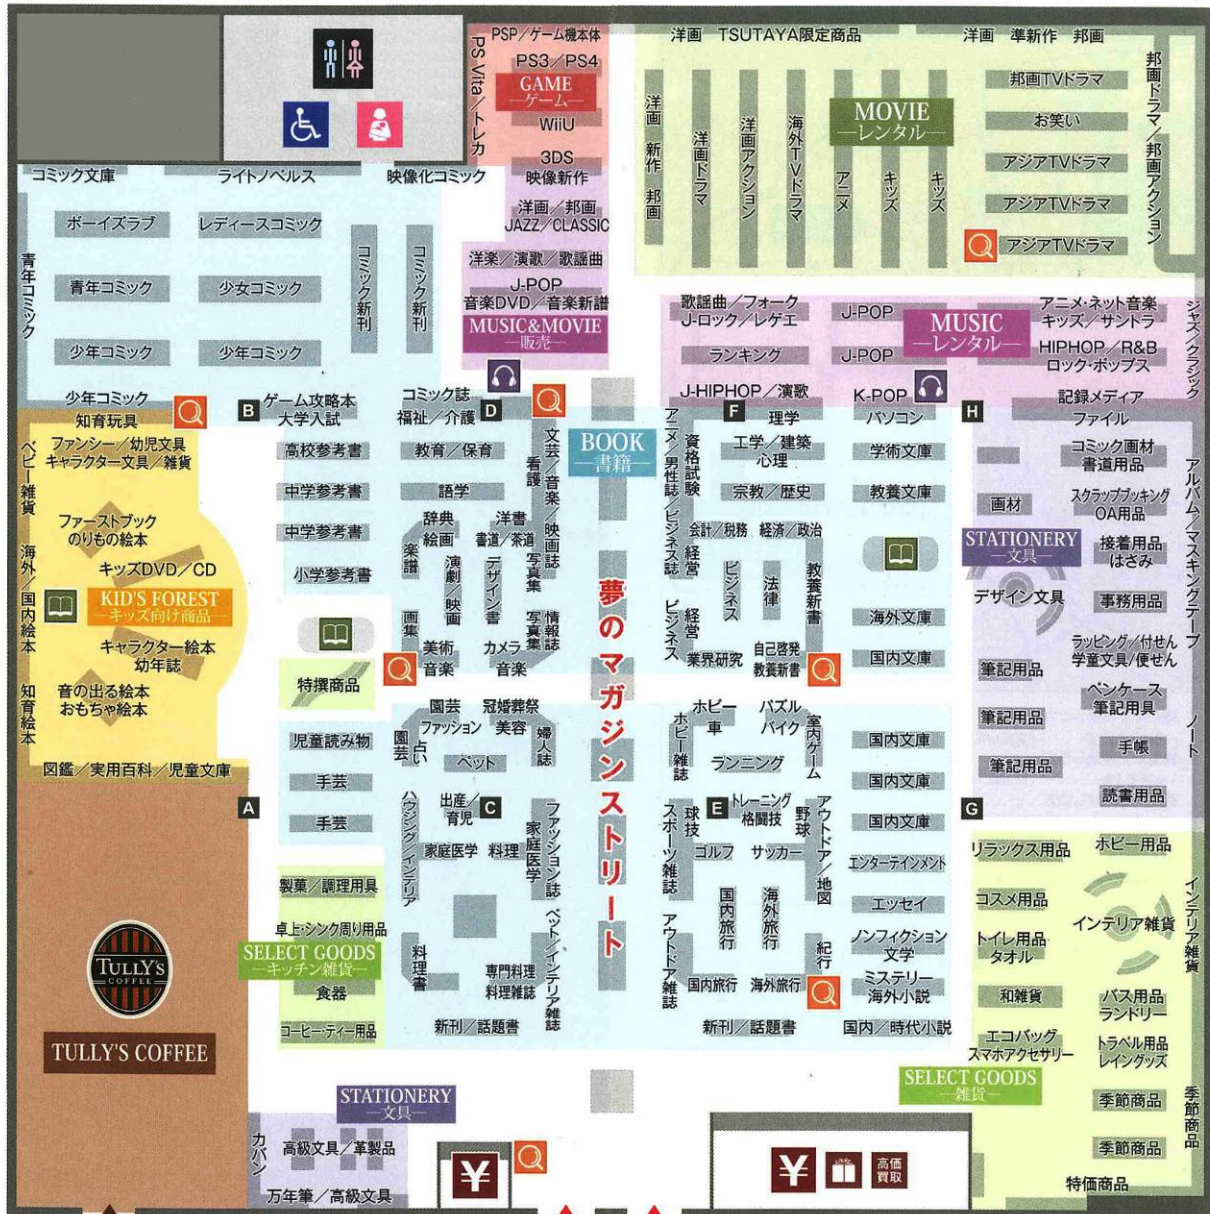 PSP／ゲーム機本体
PS Vita／トレカ
PS3／PS4
GAME
ーゲームー
WiiU
3DS
映像新作
洋画／邦画
JAZZ/CLASSIC
洋楽／演歌／歌謡曲
J-POP
音楽DVD／音楽新譜
MUSIC&MOVIE
ー販売ー
洋画 TSUTAYA限定商品
洋画 準新作 邦画
洋画 新作 邦画
洋画ドラマ
洋画アクション
海外TVドラマ
アニメ
キッズ
キッズ
MOVIE
ーレンタルー
邦画TVドラマ
お笑い
アジアTVドラマ
アジアTVドラマ
アジアTVドラマ
邦画ドラマ／邦画アクション
コミック文庫
ライトノベルス
映像化コミック
ボーイズラブ
レディースコミック
青年コミック
青年コミック
少女コミック
コミック新刊
コミック新刊
少年コミック
少年コミック
少年コミック
歌謡曲／フォーク
J-ロック／レゲエ
ランキング
J-HIPHOP／演歌
J-POP
J-POP
K-POP
MUSIC
ーレンタルー
アニメ・ネット音楽
キッズ／サントラ
HIPHOP／R&B
ロック・ポップス
記録メディア
ジャズ／クラシック
知育玩具
ファンシー／幼児文具
キャラクター文具／雑貨
ベビー雑貨
ファーストブック
のりもの絵本
キッズDVD／CD
KID'S FOREST
ーキッズ向け商品ー
海外／国内絵本
キャラクター絵本
幼年誌
音の出る絵本
おもちゃ絵本
知育絵本
図鑑／実用百科／児童文庫
B
ゲーム攻略本
大学入試
高校参考書
中学参考書
中学参考書
小学参考書
特撰商品
児童読み物
手芸
手芸
A
コミック誌
福祉／介護
D
教育／保育
語学
看護
文芸／音楽／映画誌
辞典
絵画
洋書
書道／茶道
楽譜
演劇／映画
デザイン書
写真集
画集
写真集
情報誌
美術
音楽
カメラ
音楽
BOOK
ー書籍ー
夢のマガジンストリート
アニメ／男性誌／ビジネス誌
資格試験
F
理学
工学／建築
心理
宗教／歴史
会計／税務
経済／政治
経営
ビジネス
法律
教養新書
ビジネス
経営
業界研究
自己啓発
教養新書
パソコン
学術文庫
教養文庫
海外文庫
国内文庫
H
ファイル
コミック画材
書道用品
画材
スクラップブッキング
OA用品
STATIONERY
ー文具ー
接着用品
はさみ
デザイン文具
事務用品
ラッピング／付せん
学童文具／便せん
筆記用品
ペンケース
筆記用具
筆記用品
手帳
筆記用品
読書用品
アルバム／マスキングテープ
ノート
園芸
冠婚葬祭
ファッション
美容
園芸
占い
婦人誌
ペット
出産／
育児
C
ハウジング／インテリア
家庭医学
料理
家庭医学
ファッション誌
料理書
専門料理
料理雑誌
ペット／インテリア雑誌
新刊／話題書
ホビー
車
パズル
バイク
ホビー雑誌
室内ゲーム
ランニング
E
トレーニング
格闘技
スポーツ雑誌
球技
野球
アウトドア／地図
ゴルフ
サッカー
国内旅行
海外旅行
アウトドア雑誌
紀行
国内旅行
海外旅行
新刊／話題書
国内文庫
国内文庫
国内文庫
エンターテインメント
エッセイ
ノンフィクション
文学
ミステリー
海外小説
国内／時代小説
G
リラックス用品
ホビー用品
コスメ用品
インテリア雑貨
インテリア雑貨
トイレ用品
タオル
和雑貨
バス用品
ランドリー
エコバッグ
スマホアクセサリー
トラベル用品
レイングッズ
SELECT GOODS
ー雑貨ー
季節商品
季節商品
季節商品
特価商品
製菓／調理用具
卓上・シンク周り用品
SELECT GOODS
ーキッチン雑貨ー
食器
コーヒー・ティー用品
TULLY'S
COFFEE
TULLY'S COFFEE
STATIONERY
ー文具ー
カバン
高級文具／革製品
万年筆／高級文具
¥
¥
高価
買取